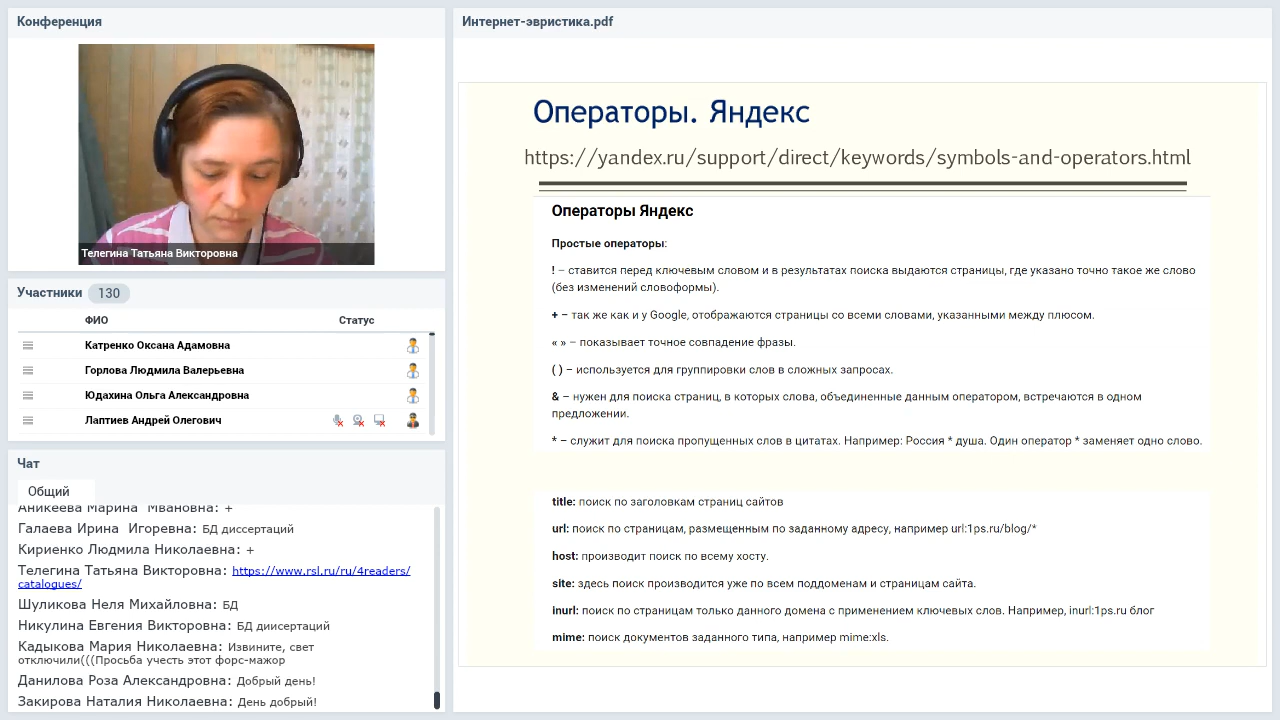 Конференция
Телегина Татьяна Викторовна
Участники 130
ФИО Статус
Катренко Оксана Адамовна
Горлова Людмила Валерьевна
Юдахина Ольга Александровна
Лаптиев Андрей Олегович
Чат
Общий
Аникеева Марина Мвановна: +
Галаева Ирина Игоревна: БД диссертаций
Кириенко Людмила Николаевна: +
Телегина Татьяна Викторовна: https://www.rsl.ru/ru/4readers/
catalogues/
Шуликова Неля Михайловна: БД
Никулина Евгения Викторовна: БД диисертаций
Кадыкова Мария Николаевна: Извините, свет
отключили(((Просьба учесть этот форс-мажор
Данилова Роза Александровна: Добрый день!
Закирова Наталия Николаевна: День добрый!
Интернет-эвристика.pdf
Операторы. Яндекс
https://yandex.ru/support/direct/keywords/symbols-and-operators.html
Операторы Яндекс
Простые операторы:
! – ставится перед ключевым словом и в результатах поиска выдаются страницы, где указано точно такое же слово
(без изменений словоформы).
+ – так же как и у Google, отображаются страницы со всеми словами, указанными между плюсом.
« » – показывает точное совпадение фразы.
( ) – используется для группировки слов в сложных запросах.
& – нужен для поиска страниц, в которых слова, объединенные данным оператором, встречаются в одном
предложении.
* – служит для поиска пропущенных слов в цитатах. Например: Россия * душа. Один оператор * заменяет одно слово.
title: поиск по заголовкам страниц сайтов
url: поиск по страницам, размещенным по заданному адресу, например url:1ps.ru/blog/*
host: производит поиск по всему хосту.
site: здесь поиск производится уже по всем поддоменам и страницам сайта.
inurl: поиск по страницам только данного домена с применением ключевых слов. Например, inurl:1ps.ru блог
mime: поиск документов заданного типа, например mime:xls.